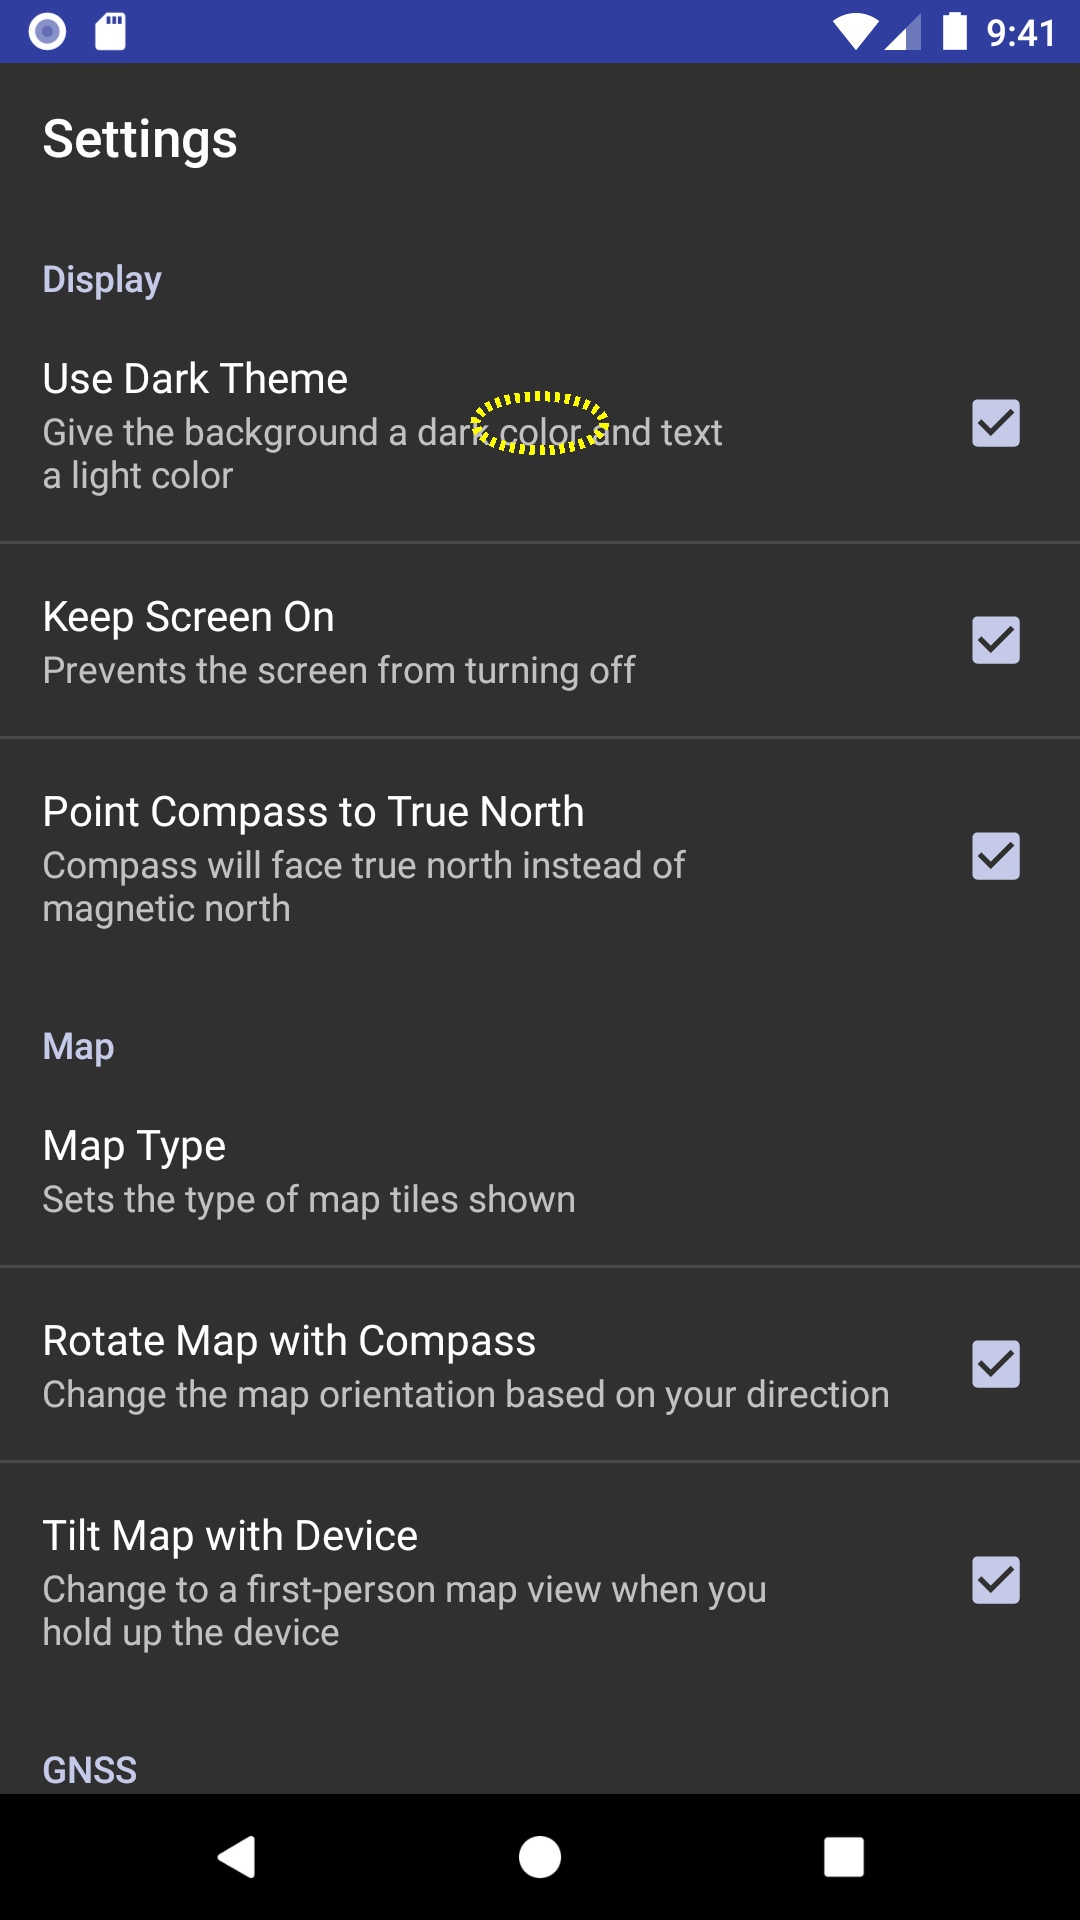 9:41
Settings
Display
Use Dark Theme
Give the background a dark color and text
a light color
Keep Screen On
Prevents the screen from turning off
Point Compass to True North
Compass will face true north instead of
magnetic north
Map
Map Type
Sets the type of map tiles shown
Rotate Map with Compass
Change the map orientation based on your direction
Tilt Map with Device
Change to a first-person map view when you
hold up the device
GNSS